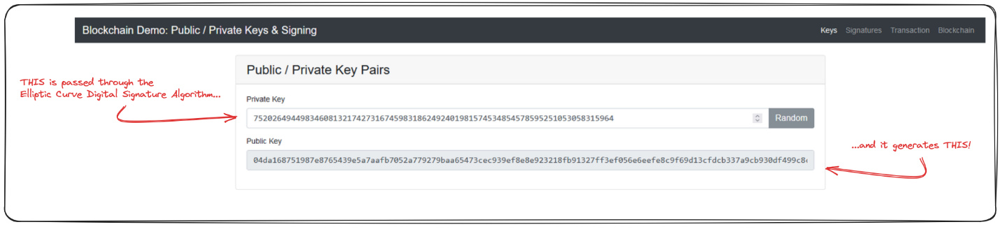 Blockchain Demo: Public / Private Keys & Signing
Keys Signatures Transaction Blockchain
Public / Private Key Pairs
THIS is passed through the
Elliptic Curve Digital Signature Algorithm...
Private Key
75202649449834608132174273167459831862492401981574534854578595251053058315964
Random
Public Key
...and it generates THIS!
04da168751987e8765439e5a7aafb7052a779279baa65473cec939ef8e8e923218fb91327ff3ef056e6eefe8c9f69d13cfdcb337a9cb930df499c8